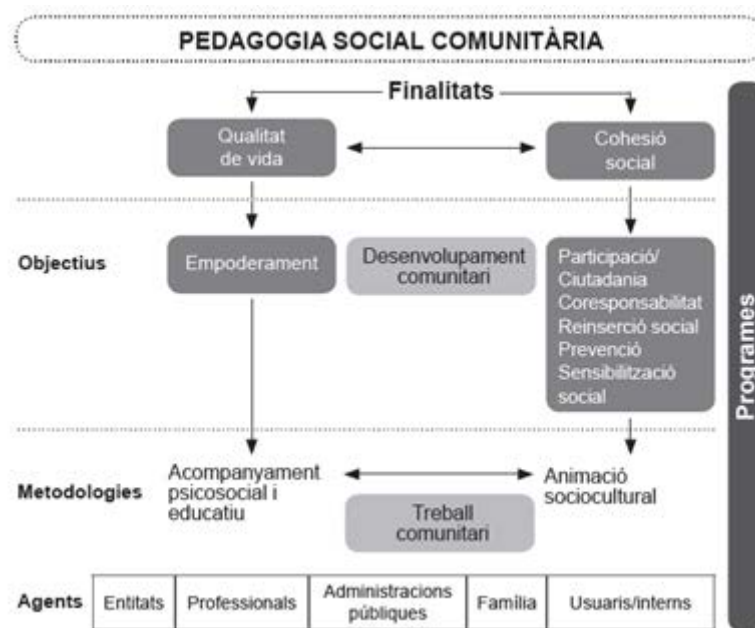 PEDAGOGIA SOCIAL COMUNITÀRIA
Finalitats
Qualitat
de vida
Cohesió
social
Objectius
Empoderament
Desenvolupament
comunitari
Participació/
Ciutadania
Coresponsabilitat
Reinserció social
Prevenció
Sensibilització
social
Metodologies
Acompanyament
psicosocial i
educatiu
Animació
sociocultural
Treball
comunitari
Agents
Entitats
Professionals
Administracions
públiques
Família
Usuaris/interns
Programes